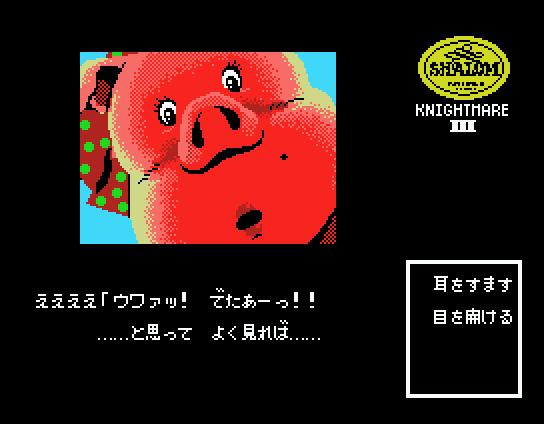 SHALOM
KNIGHTMARE
III
ええええ「ウワァッ! でたあーっ!!
……と思って よく見れば……
耳をすます
目を開ける